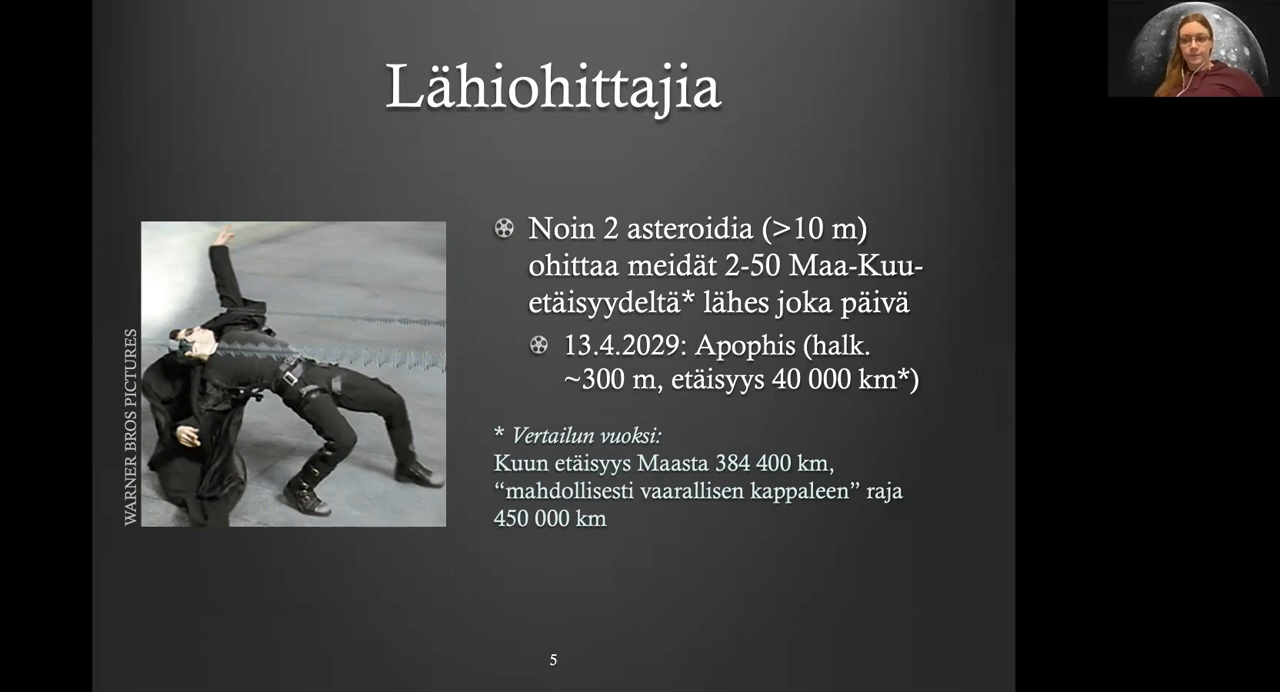 Lähiohittajia
Noin 2 asteroidia (>10 m)
ohittaa meidät 2-50 Maa-Kuu-
etäisyydeltä* lähes joka päivä
13.4.2029: Apophis (halk.
~300 m, etäisyys 40 000 km*)
* Vertailun vuoksi:
Kuun etäisyys Maasta 384 400 km,
“mahdollisesti vaarallisen kappaleen” raja
450 000 km
WARNER BROS PICTURES
5